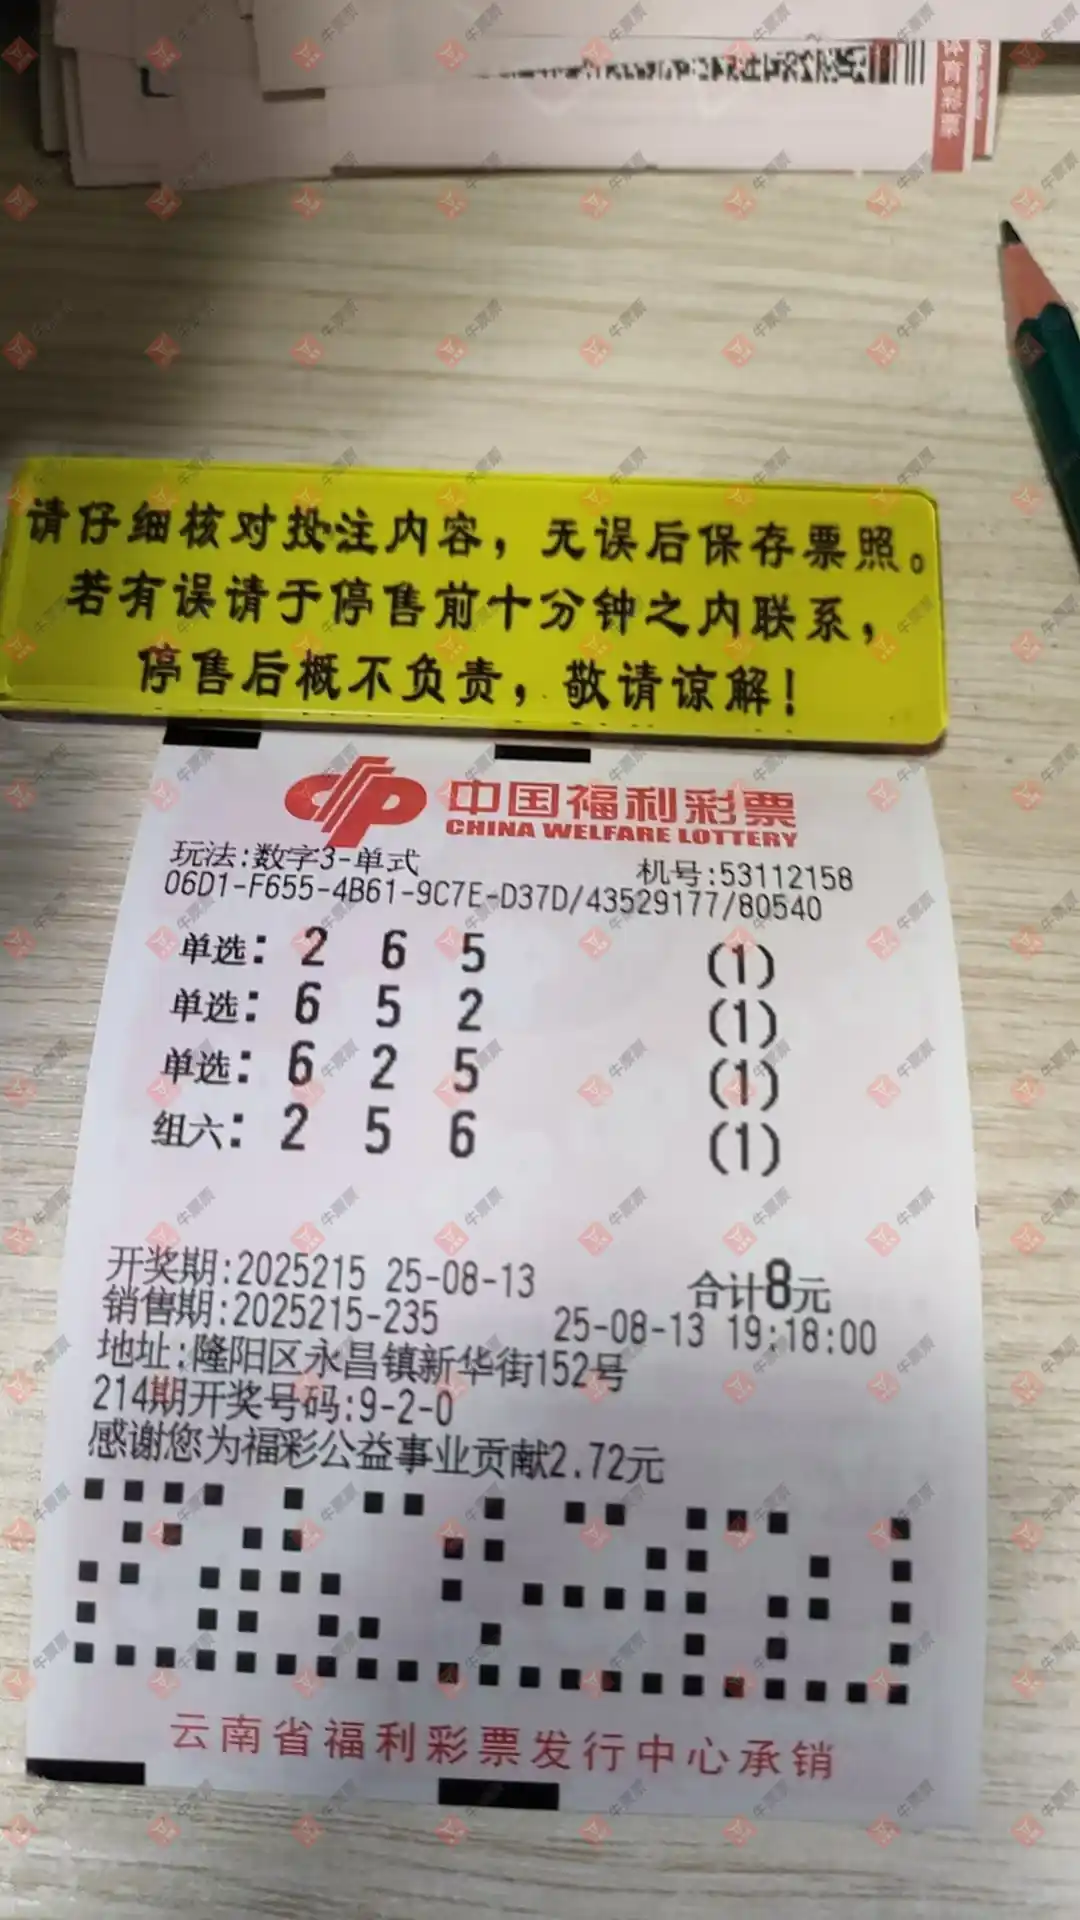 体育彩票
请仔细核对投注内容，无误后保存票照。
若有误请于停售前十分钟之内联系，
停售后概不负责，敬请谅解！
中国福利彩票
CHINA WELFARE LOTTERY
玩法:数字3-单式 机号:53112158
06D1-F655-4B61-9C7E-D37D/43529177/80540
单选: 2 6 5 (1)
单选: 6 5 2 (1)
单选: 6 2 5 (1)
组六: 2 5 6 (1)
开奖期:2025215 25-08-13 合计8元
销售期:2025215-235 25-08-13 19:18:00
地址:隆阳区永昌镇新华街152号
214期开奖号码:9-2-0
感谢您为福彩公益事业贡献2.72元
云南省福利彩票发行中心承销
牛票票